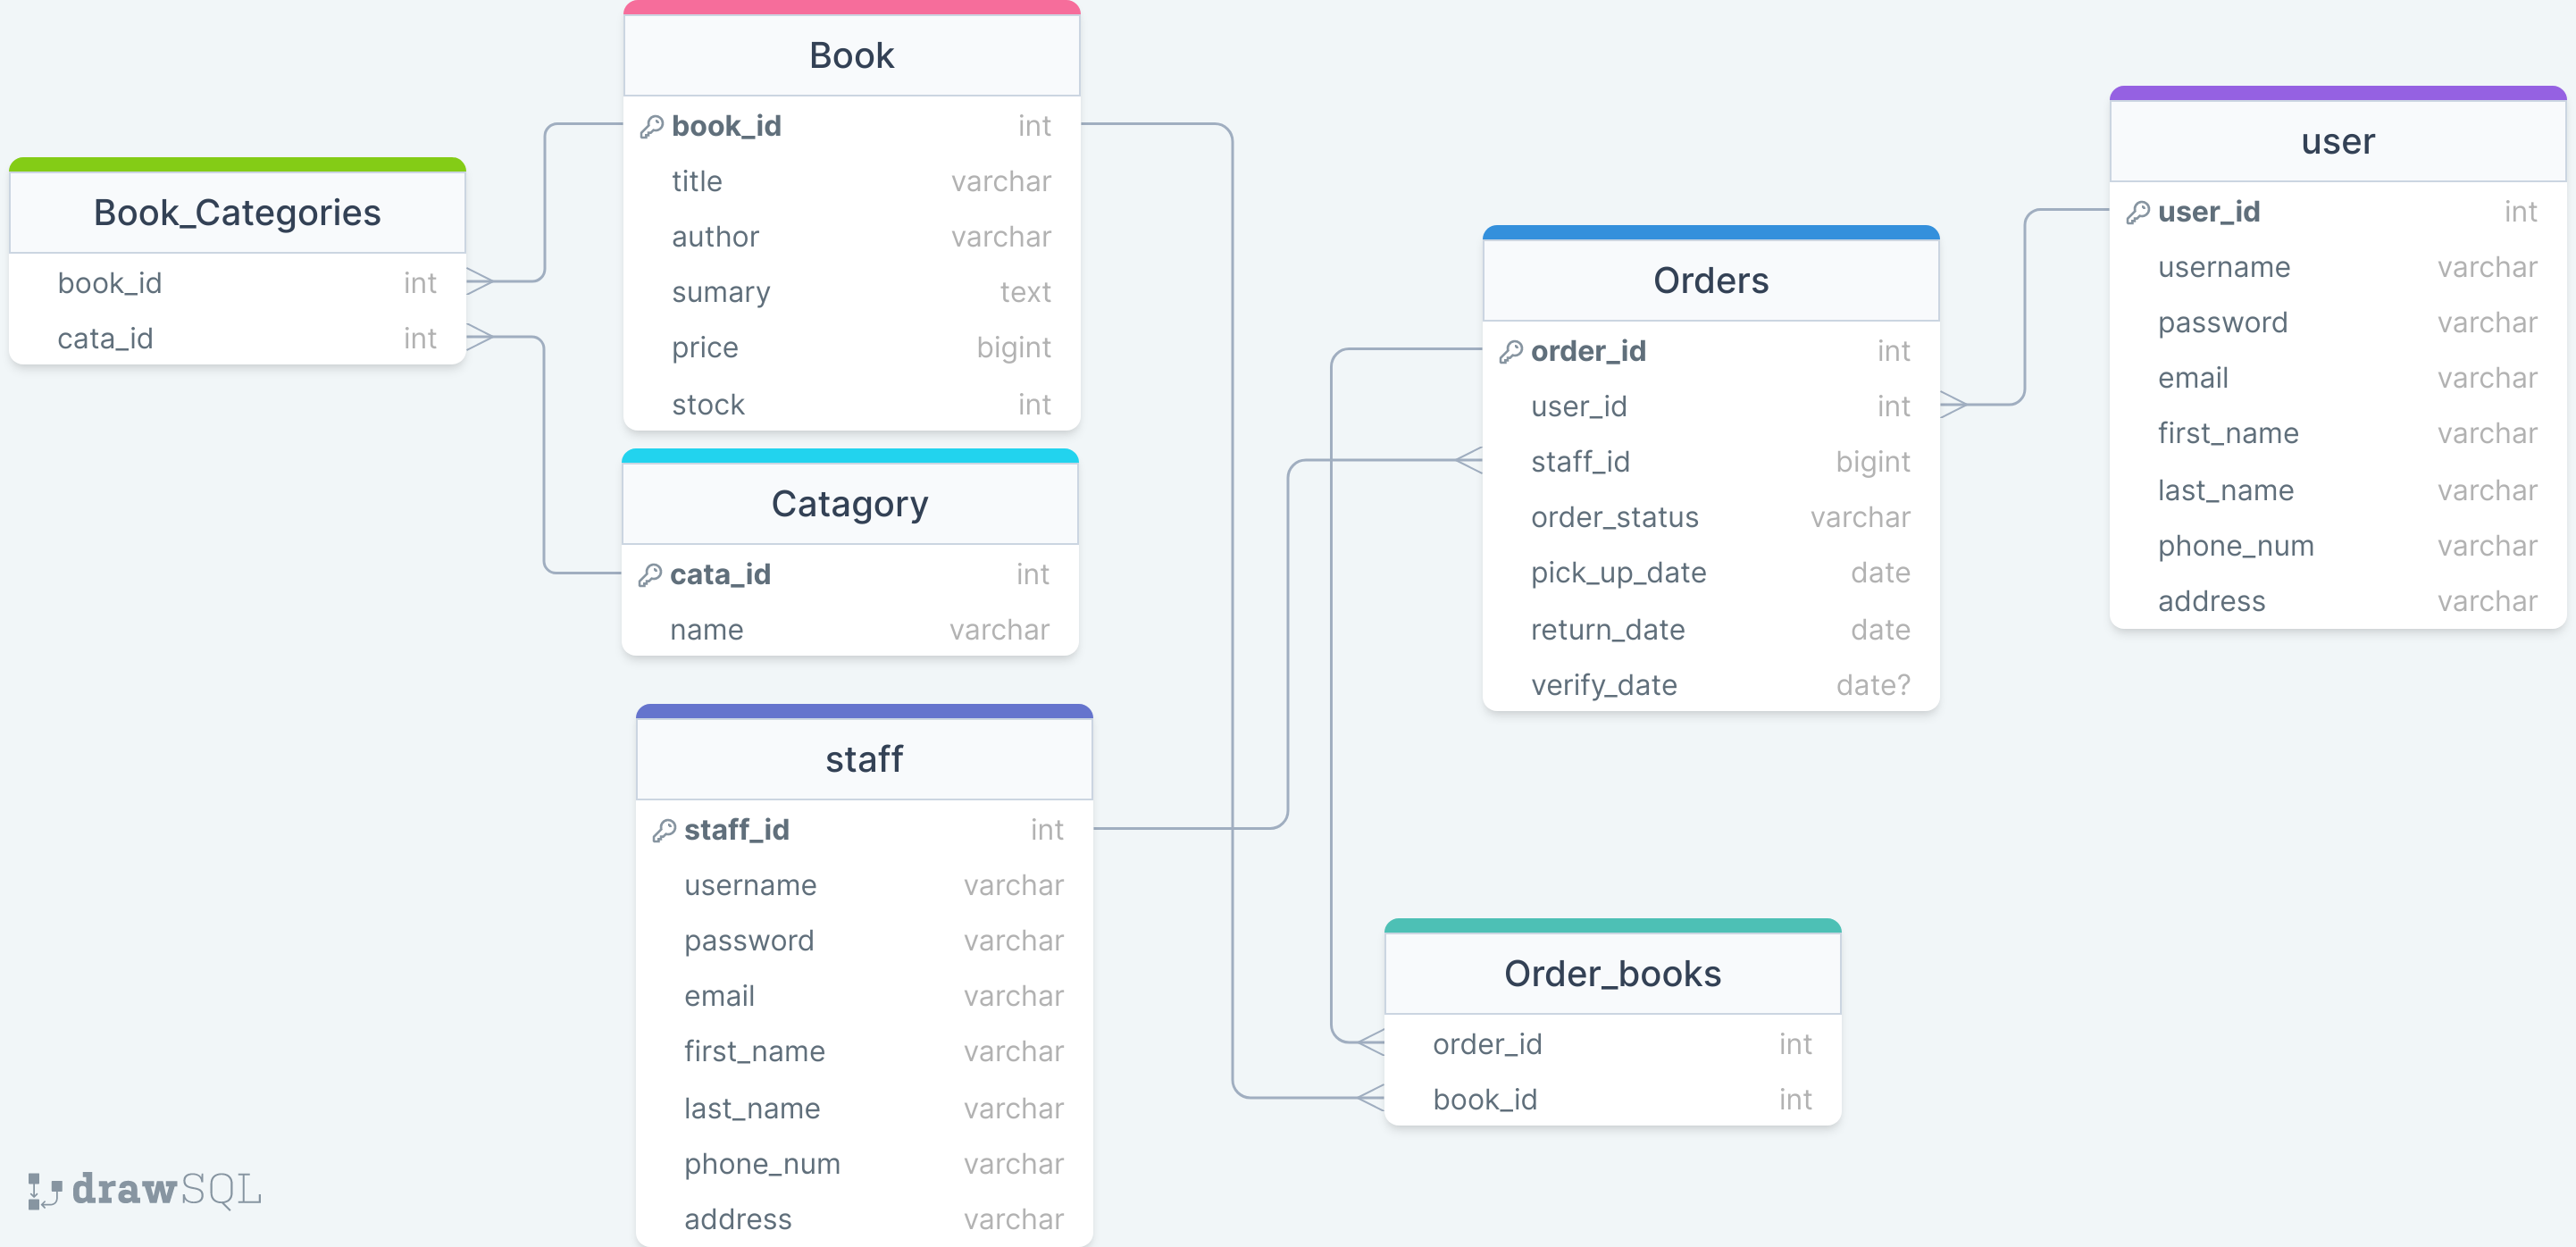 Book
book_id int
title varchar
author varchar
sumary text
price bigint
stock int
Book_Categories
book_id int
cata_id int
Catagory
cata_id int
name varchar
staff
staff_id int
username varchar
password varchar
email varchar
first_name varchar
last_name varchar
phone_num varchar
address varchar
Orders
order_id int
user_id int
staff_id bigint
order_status varchar
pick_up_date date
return_date date
verify_date date?
Order_books
order_id int
book_id int
user
user_id int
username varchar
password varchar
email varchar
first_name varchar
last_name varchar
phone_num varchar
address varchar
drawSQL